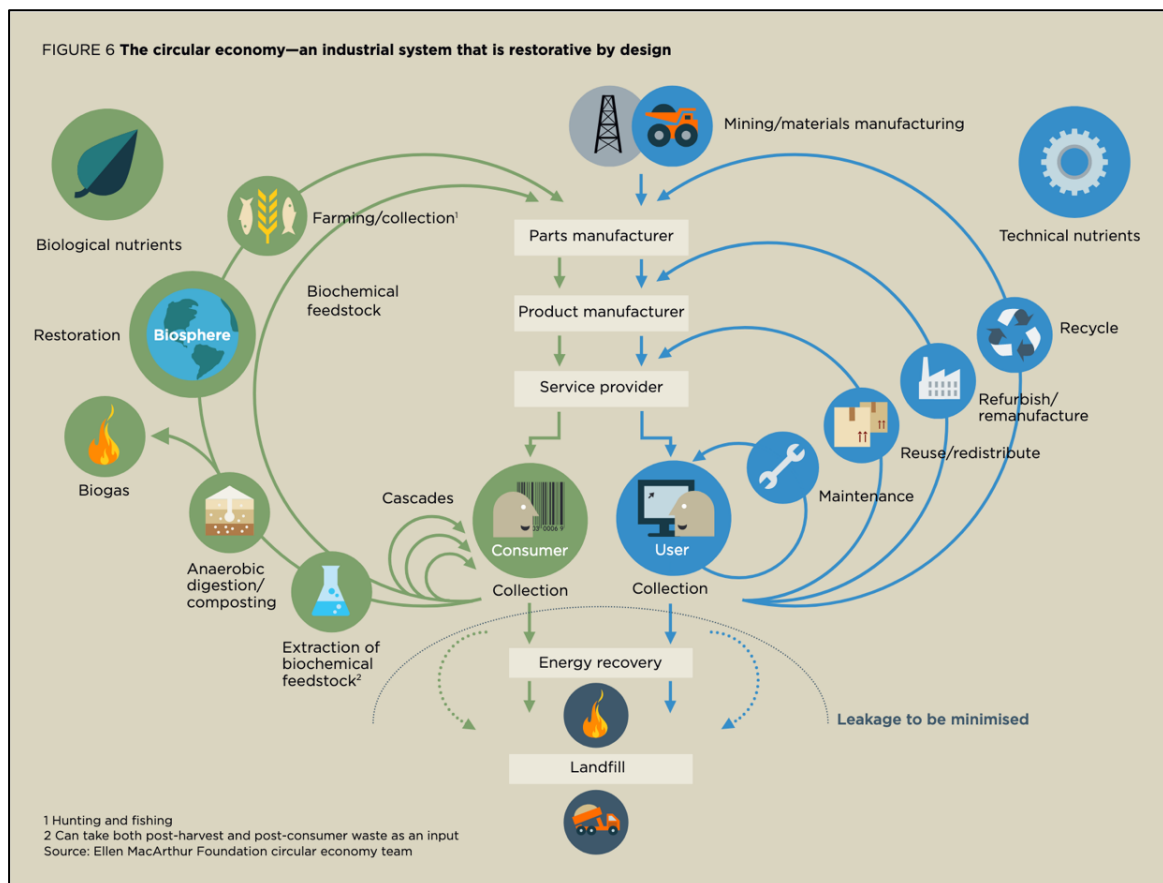 FIGURE 6 The circular economy—an industrial system that is restorative by design
Mining/materials manufacturing
Biological nutrients
Farming/collection¹
Technical nutrients
Parts manufacturer
Biochemical
feedstock
Product manufacturer
Restoration
Biosphere
Recycle
Service provider
Refurbish/
remanufacture
Reuse/redistribute
Biogas
Cascades
Maintenance
Consumer
User
Anaerobic
digestion/
composting
Collection
Collection
Extraction of
biochemical
feedstock²
Energy recovery
Leakage to be minimised
Landfill
1 Hunting and fishing
2 Can take both post-harvest and post-consumer waste as an input
Source: Ellen MacArthur Foundation circular economy team